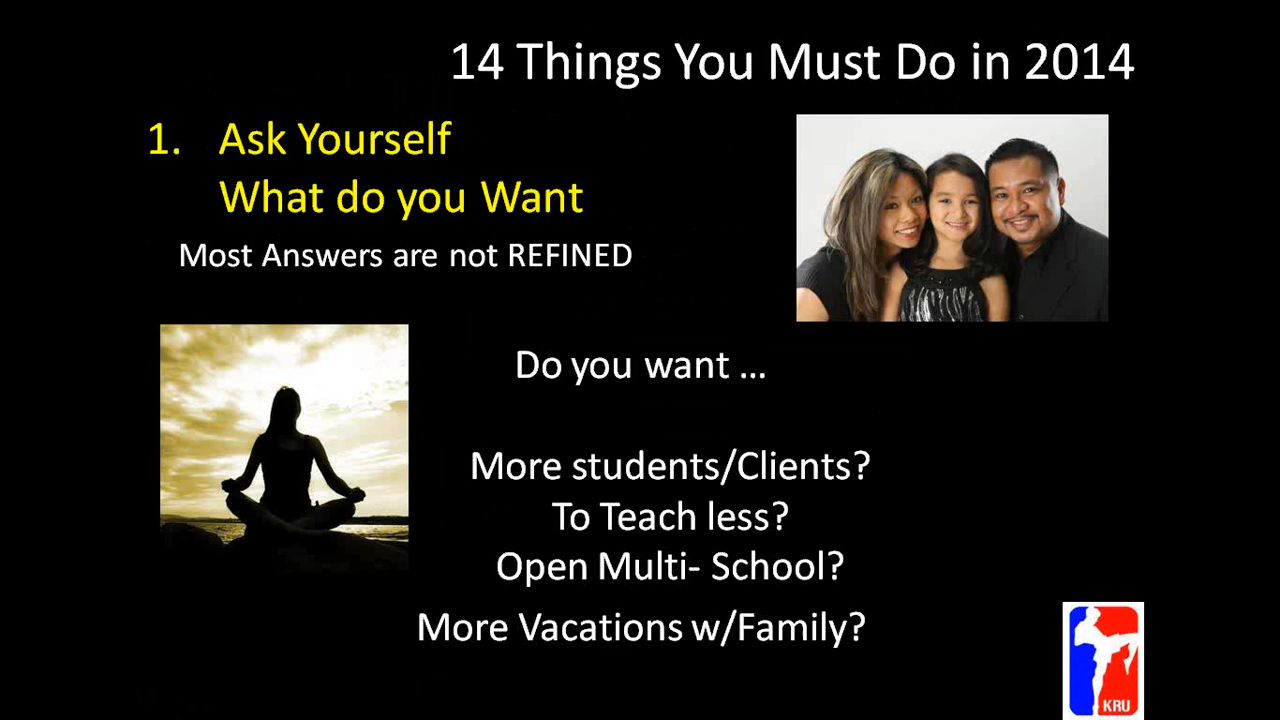 14 Things You Must Do in 2014
1. Ask Yourself
What do you Want
Most Answers are not REFINED
Do you want ...
More students/Clients?
To Teach less?
Open Multi- School?
More Vacations w/Family?
KRU